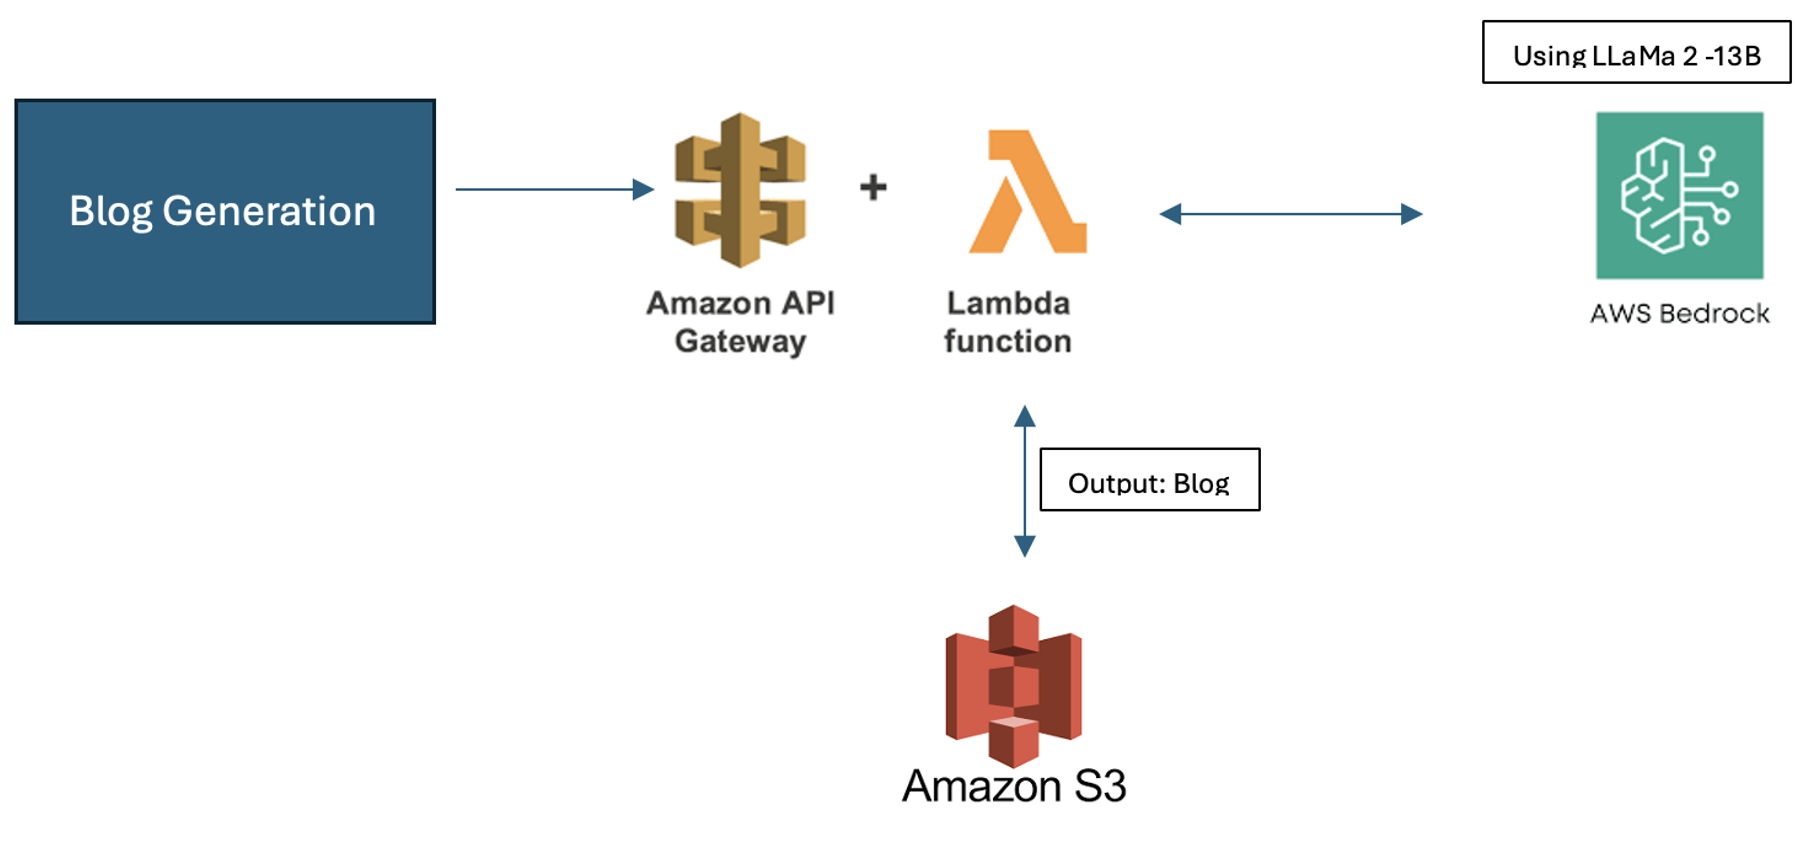 Using LLaMa 2 -13B
Blog Generation
+
Amazon API
Gateway
Lambda
function
AWS Bedrock
Output: Blog
Amazon S3